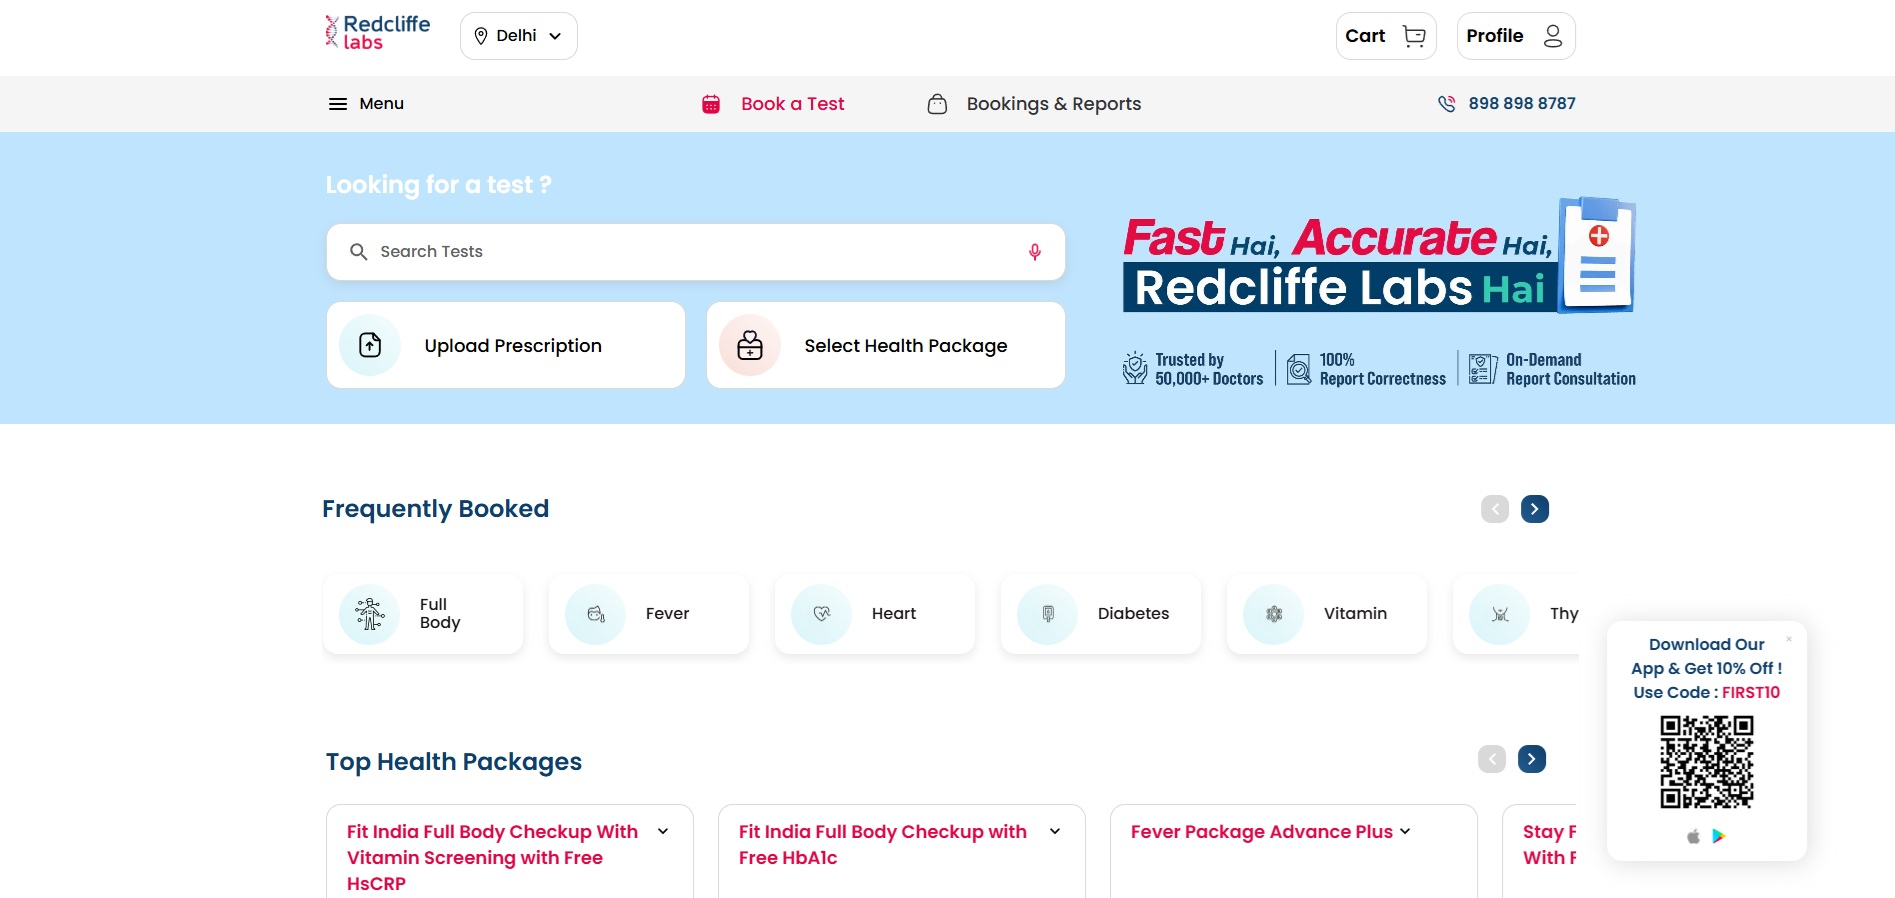 Redcliffe
labs
Delhi
Cart
Profile
Menu
Book a Test
Bookings & Reports
898 898 8787
Looking for a test ?
Search Tests
Upload Prescription
Select Health Package
Fast Hai, Accurate Hai,
Redcliffe Labs Hai
Trusted by
50,000+ Doctors
100%
Report Correctness
On-Demand
Report Consultation
Frequently Booked
Full
Body
Fever
Heart
Diabetes
Vitamin
Thy
Download Our
App & Get 10% Off !
Use Code : FIRST10
Top Health Packages
Fit India Full Body Checkup With
Vitamin Screening with Free
HsCRP
Fit India Full Body Checkup with
Free HbA1c
Fever Package Advance Plus
Stay F
With F